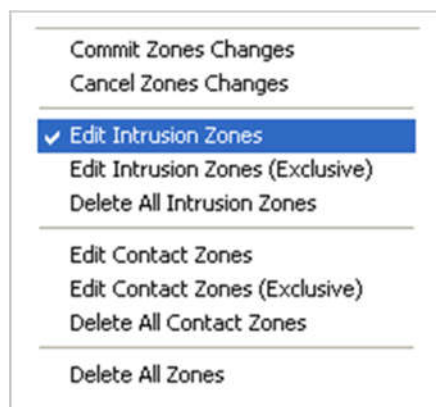 Commit Zones Changes
Cancel Zones Changes
Edit Intrusion Zones
Edit Intrusion Zones (Exclusive)
Delete All Intrusion Zones
Edit Contact Zones
Edit Contact Zones (Exclusive)
Delete All Contact Zones
Delete All Zones